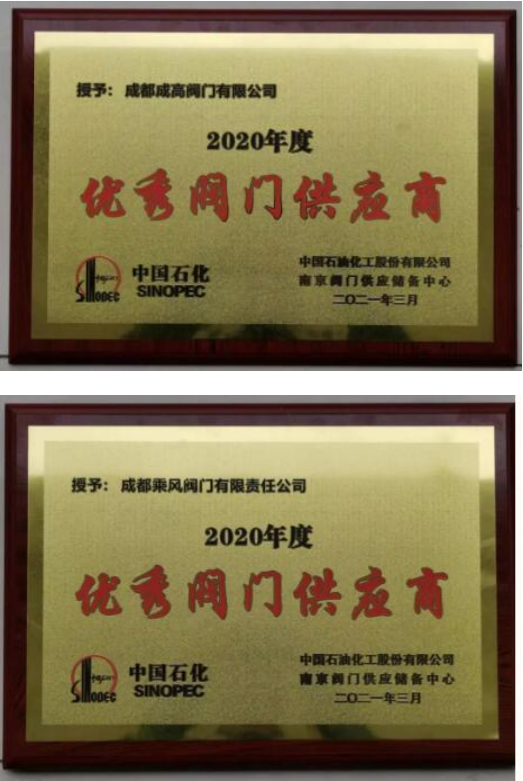 授予：成都成高阀门有限公司
2020年度
优秀阀门供应商
中国石化
SINOPEC
SINOPEC
中国石油化工股份有限公司
南京阀门供应储备中心
二〇二一年三月
授予：成都乘风阀门有限责任公司
2020年度
优秀阀门供应商
中国石化
SINOPEC
SINOPEC
中国石油化工股份有限公司
南京阀门供应储备中心
二〇二一年三月